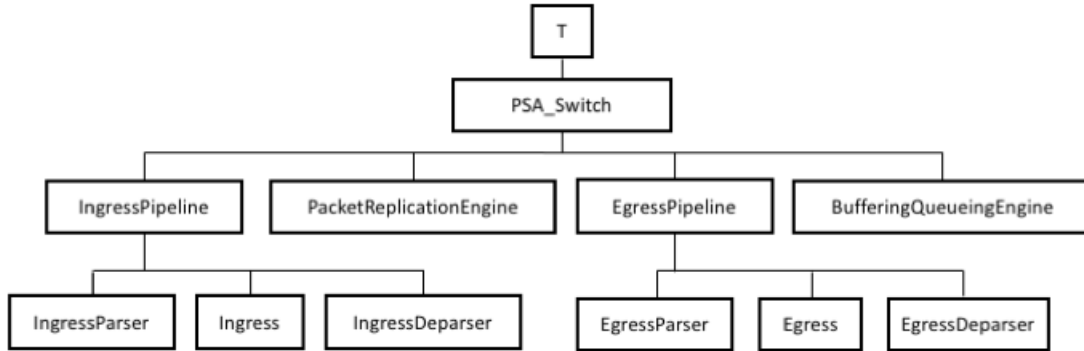 T
PSA_Switch
IngressPipeline
PacketReplicationEngine
EgressPipeline
BufferingQueueingEngine
IngressParser
Ingress
IngressDeparser
EgressParser
Egress
EgressDeparser